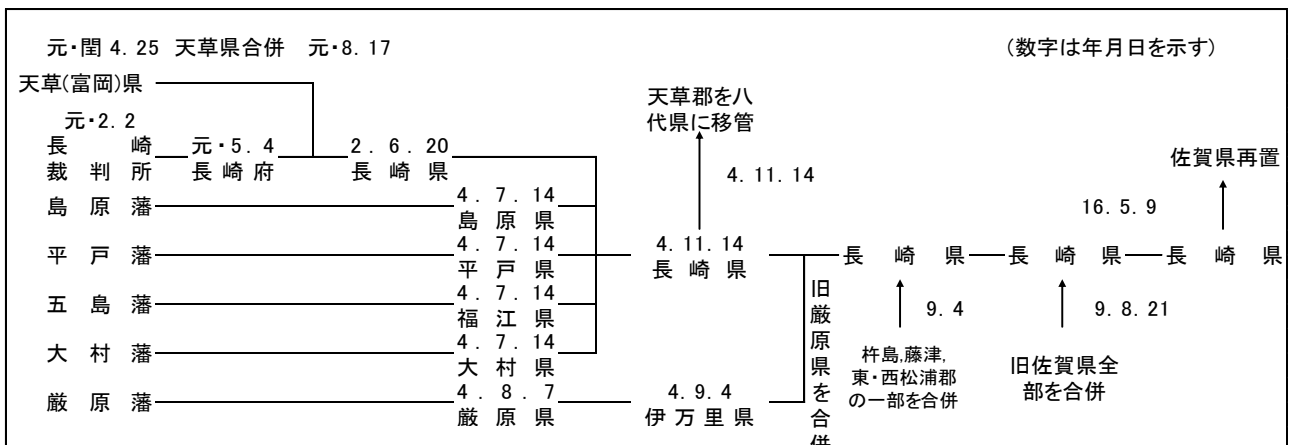 元・閏 4.25 天草県合併 元・8.17
(数字は年月日を示す)
天草(富岡)県
元・2.2
長崎
裁判所
元・5.4
長崎府
2.6.20
長崎県
島原藩
4.7.14
島原県
平戸藩
4.7.14
平戸県
五島藩
4.7.14
福江県
大村藩
4.7.14
大村県
厳原藩
4.8.7
厳原県
天草郡を八
代県に移管
4.11.14
4.11.14
長崎県
4.9.4
伊万里県
旧厳原県を合併
長崎県
9.4
杵島,藤津,
東・西松浦郡
の一部を合併
長崎県
9.8.21
旧佐賀県全
部を合併
16.5.9
佐賀県再置
長崎県